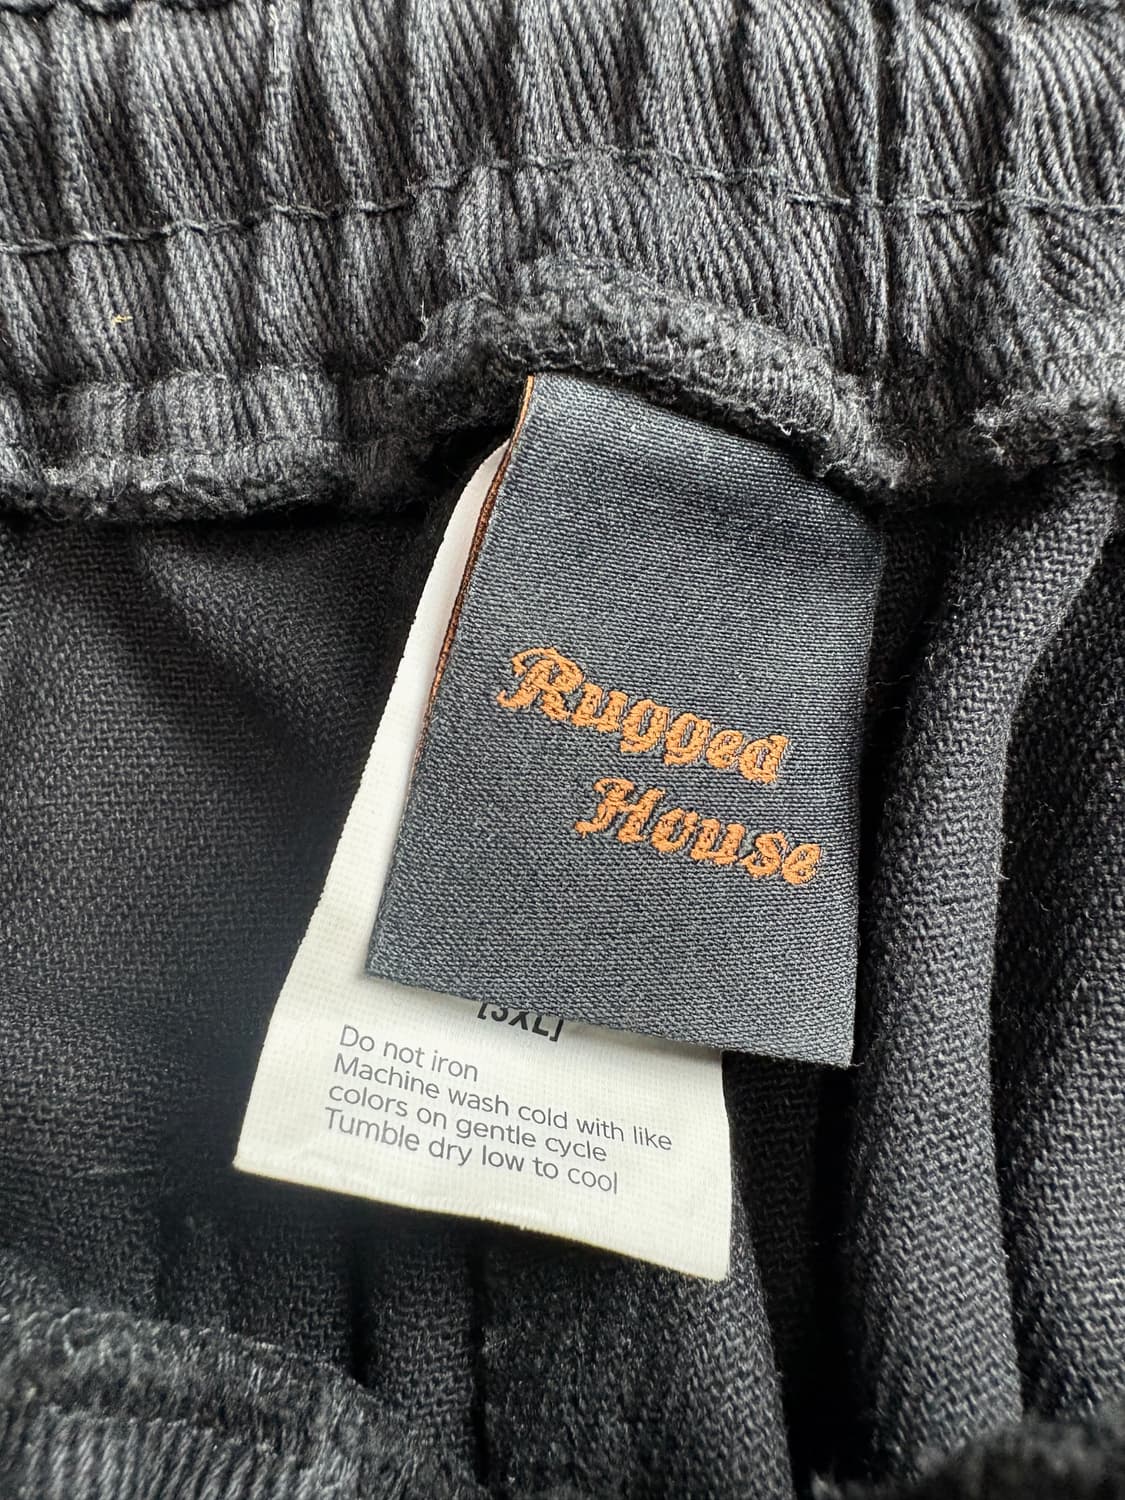 Rugged
House
[3XL]
Do not iron
Machine wash cold with like
colors on gentle cycle
Tumble dry low to cool